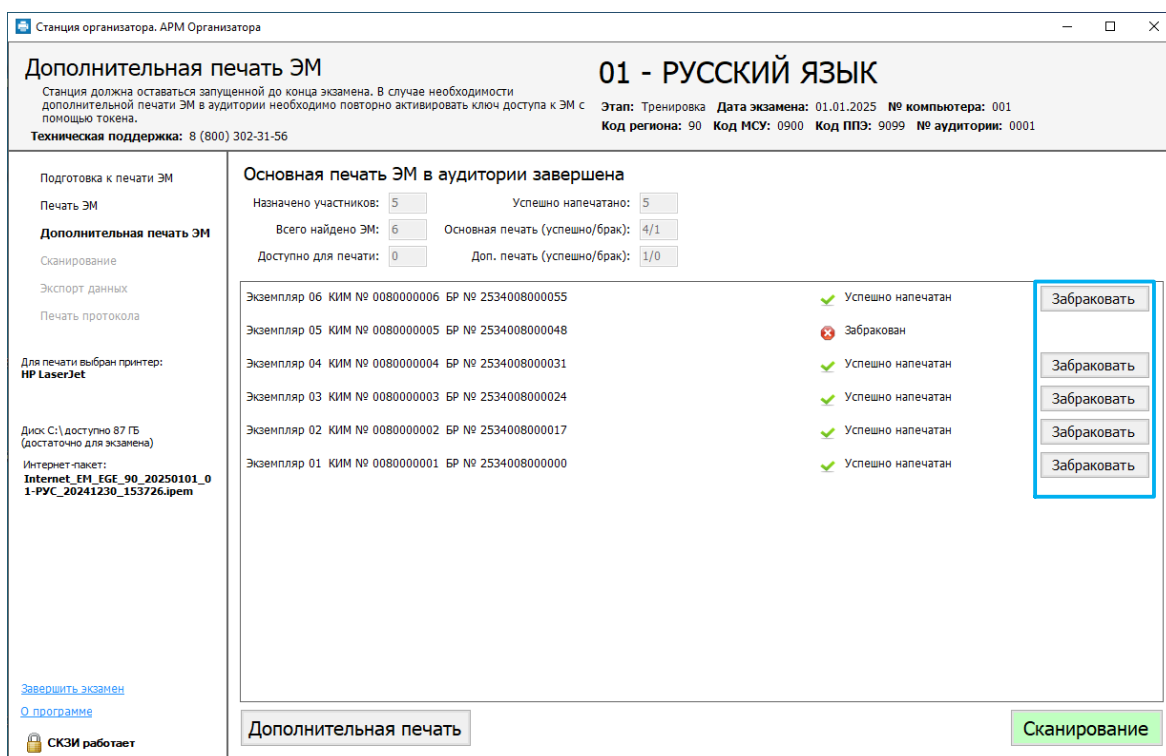 Станция организатора. АРМ Организатора
Дополнительная печать ЭМ
Станция должна оставаться запущенной до конца экзамена. В случае необходимости
дополнительной печати ЭМ в аудитории необходимо повторно активировать ключ доступа к ЭМ с
помощью токена.
Техническая поддержка: 8 (800) 302-31-56
01 - РУССКИЙ ЯЗЫК
Этап: Тренировка Дата экзамена: 01.01.2025 № компьютера: 001
Код региона: 90 Код МСУ: 0900 Код ППЭ: 9099 № аудитории: 0001
Подготовка к печати ЭМ
Печать ЭМ
Дополнительная печать ЭМ
Сканирование
Экспорт данных
Печать протокола
Для печати выбран принтер:
HP LaserJet
Диск C:\ доступно 87 ГБ
(достаточно для экзамена)
Интернет-пакет:
Internet_EM_EGE_90_20250101_0
1-РУС_20241230_153726.ipem
Завершить экзамен
О программе
СКЗИ работает
Основная печать ЭМ в аудитории завершена
Назначено участников: 5 Успешно напечатано: 5
Всего найдено ЭМ: 6 Основная печать (успешно/брак): 4/1
Доступно для печати: 0 Доп. печать (успешно/брак): 1/0
Экземпляр 06 КИМ № 0080000006 БР № 2534008000055 Успешно напечатан Забраковать
Экземпляр 05 КИМ № 0080000005 БР № 2534008000048 Забракован
Экземпляр 04 КИМ № 0080000004 БР № 2534008000031 Успешно напечатан Забраковать
Экземпляр 03 КИМ № 0080000003 БР № 2534008000024 Успешно напечатан Забраковать
Экземпляр 02 КИМ № 0080000002 БР № 2534008000017 Успешно напечатан Забраковать
Экземпляр 01 КИМ № 0080000001 БР № 2534008000000 Успешно напечатан Забраковать
Дополнительная печать
Сканирование